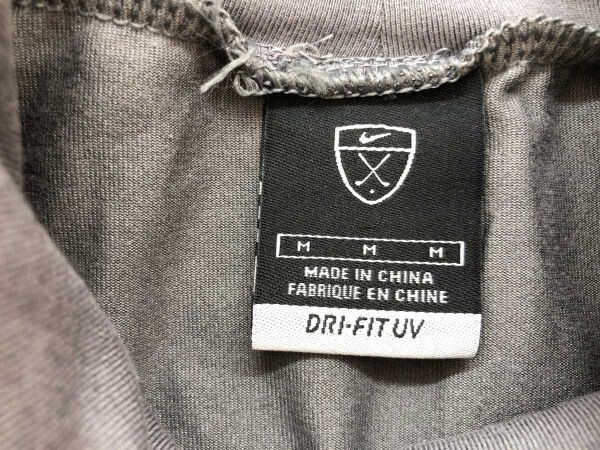 M M M
MADE IN CHINA
FABRIQUE EN CHINE
DRI-FIT UV